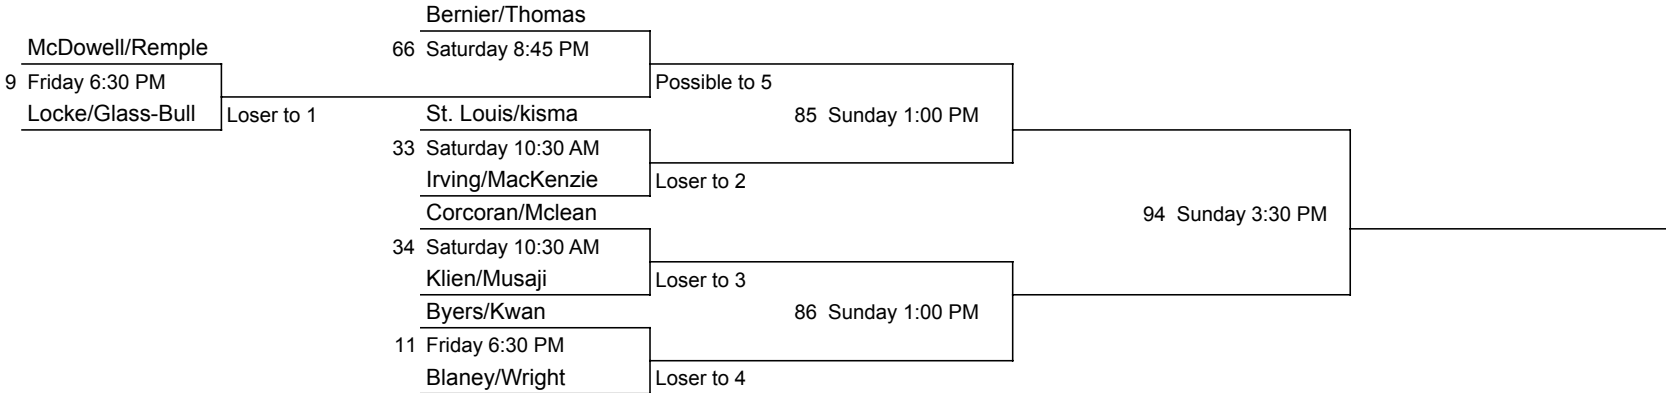 Bernier/Thomas
McDowell/Remple
66 Saturday 8:45 PM
9 Friday 6:30 PM
Possible to 5
Locke/Glass-Bull
Loser to 1
St. Louis/kisma
85 Sunday 1:00 PM
33 Saturday 10:30 AM
Irving/MacKenzie
Loser to 2
Corcoran/Mclean
94 Sunday 3:30 PM
34 Saturday 10:30 AM
Klien/Musaji
Loser to 3
Byers/Kwan
86 Sunday 1:00 PM
11 Friday 6:30 PM
Blaney/Wright
Loser to 4